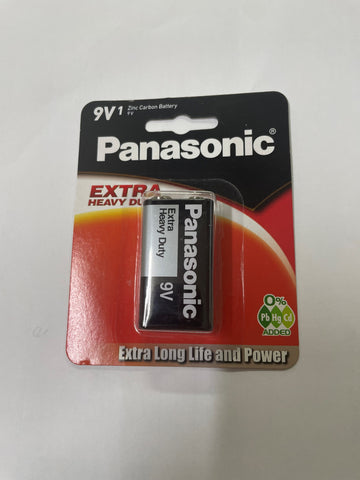 9V1 Zinc Carbon Battery
9V
Panasonic®
EXTRA
HEAVY DU
Extra
Heavy Duty
9V
Panasonic
0%
Pb Hg Cd
ADDED
Extra Long Life and Power